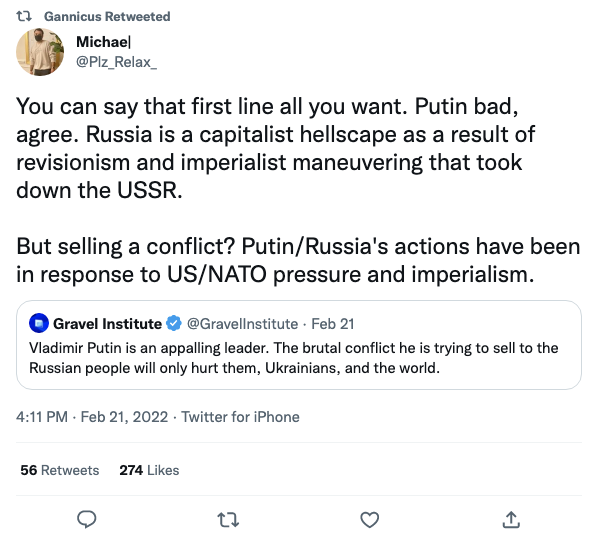 Gannicus Retweeted
Michael|
@Plz_Relax_
You can say that first line all you want. Putin bad,
agree. Russia is a capitalist hellscape as a result of
revisionism and imperialist maneuvering that took
down the USSR.
But selling a conflict? Putin/Russia's actions have been
in response to US/NATO pressure and imperialism.
Gravel Institute @GravelInstitute · Feb 21
Vladimir Putin is an appalling leader. The brutal conflict he is trying to sell to the
Russian people will only hurt them, Ukrainians, and the world.
4:11 PM · Feb 21, 2022 · Twitter for iPhone
56 Retweets 274 Likes